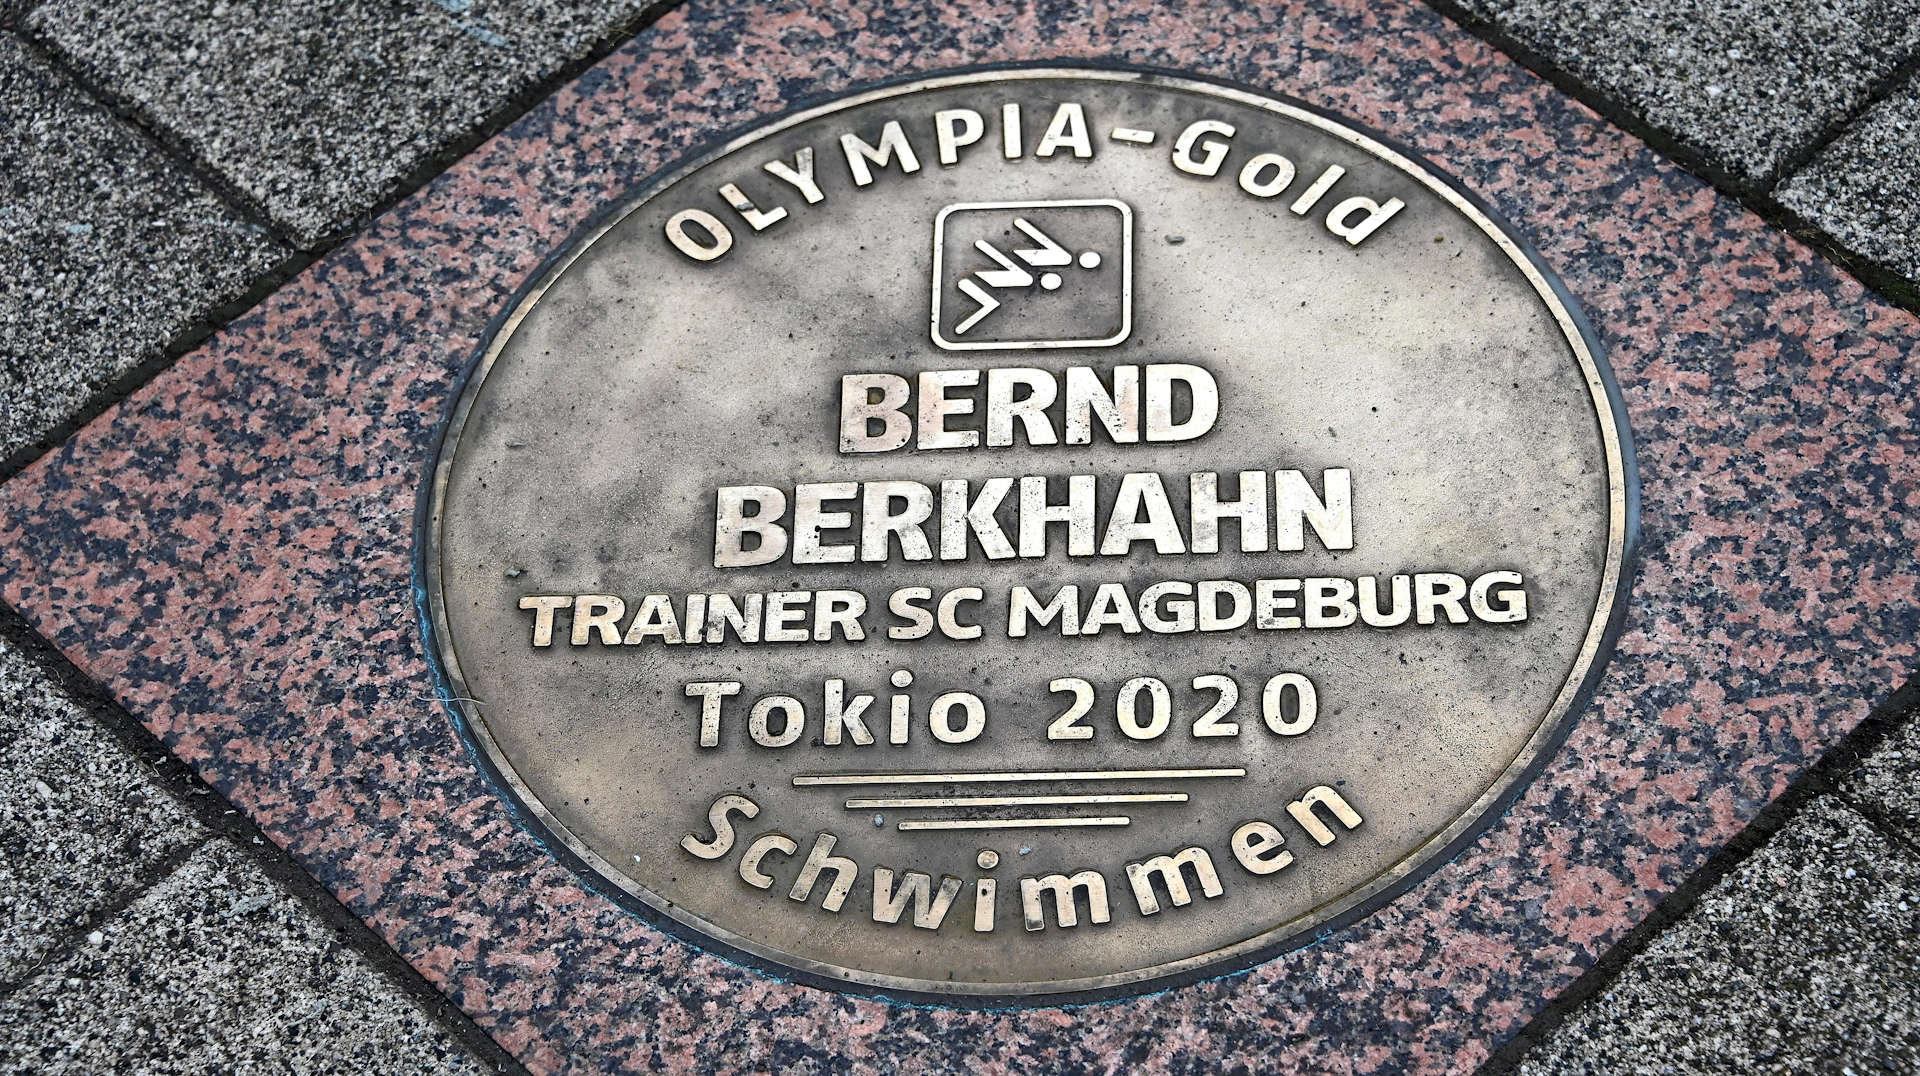 OLYMPIA-Gold
BERND
BERKHAHN
TRAINER SC MAGDEBURG
Tokio 2020
Schwimmen